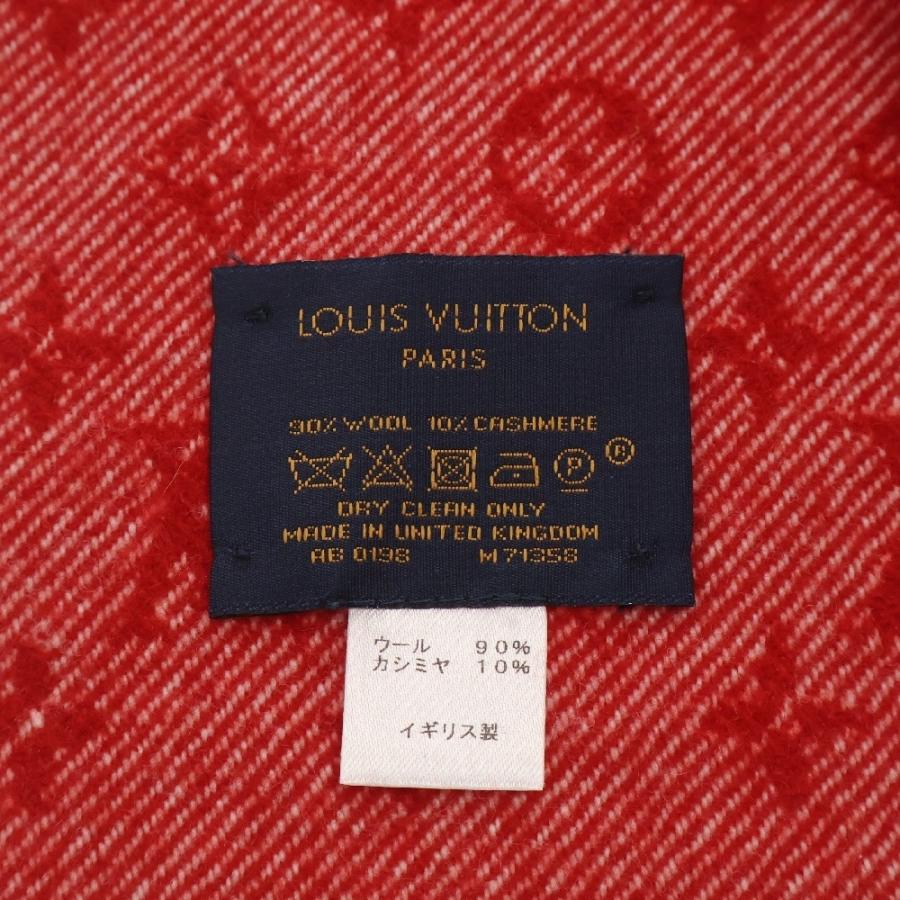 LOUIS VUITTON
PARIS
90% WOOL 10% CASHMERE
P R
DRY CLEAN ONLY
MADE IN UNITED KINGDOM
AB 0198 M71358
ウール 90%
カシミヤ 10%
イギリス製